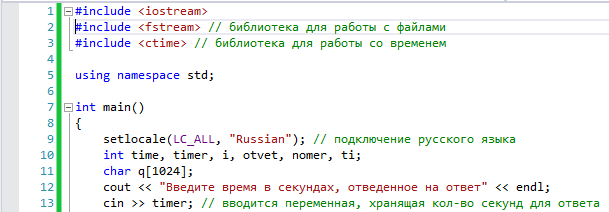 1 #include <iostream>
2 #include <fstream> // библиотека для работы с файлами
3 #include <ctime> // библиотека для работы со временем
4
5 using namespace std;
6
7 int main()
8 {
9 setlocale(LC_ALL, "Russian"); // подключение русского языка
10 int time, timer, i, otvet, nomer, ti;
11 char q[1024];
12 cout << "Введите время в секундах, отведенное на ответ" << endl;
13 cin >> timer; // вводится переменная, хранящая кол-во секунд для ответа